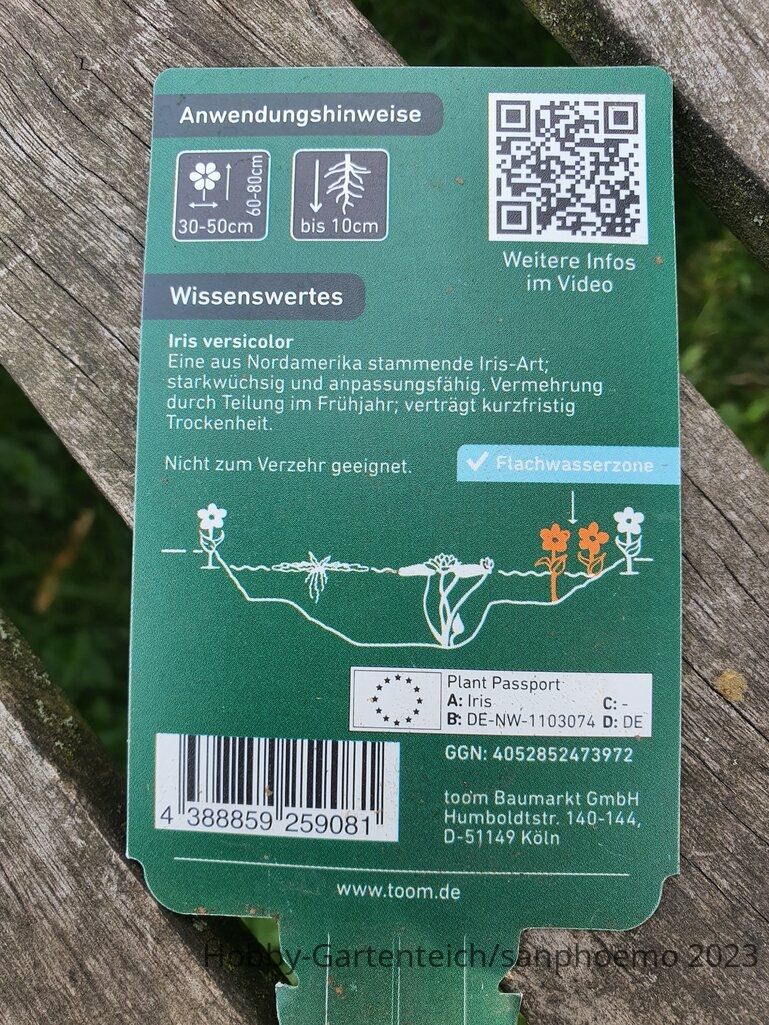 Anwendungshinweise
60-80cm
30-50cm
bis 10cm
Weitere Infos
im Video
Wissenswertes
Iris versicolor
Eine aus Nordamerika stammende Iris-Art;
starkwüchsig und anpassungsfähig. Vermehrung
durch Teilung im Frühjahr; verträgt kurzfristig
Trockenheit.
Nicht zum Verzehr geeignet.
Flachwasserzone
Plant Passport
A: Iris C: -
B: DE-NW-1103074 D: DE
GGN: 4052852473972
4 388859 259081
toom Baumarkt GmbH
Humboldtstr. 140-144,
D-51149 Köln
www.toom.de
Hobby-Gartenteich/sanphoemo 2023